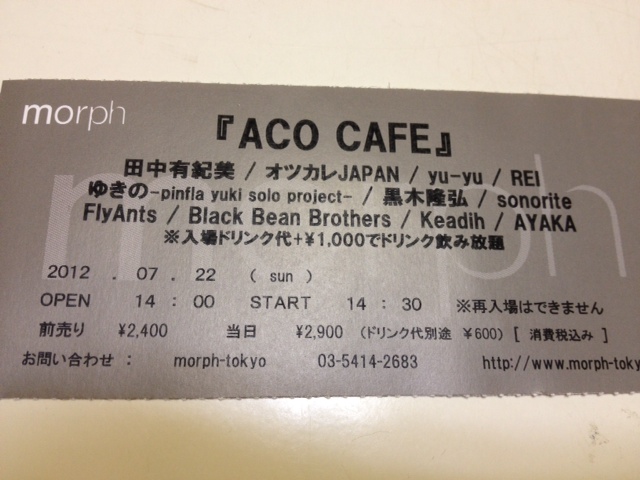 morph
『ACO CAFE』
田中有紀美 / オツカレJAPAN / yu-yu / REI
ゆきの-pinfla yuki solo project- / 黒木隆弘 / sonorite
FlyAnts / Black Bean Brothers / Keadih / AYAKA
※入場ドリンク代+¥1,000でドリンク飲み放題
2012 . 07 . 22 ( sun )
OPEN 14 : 00 START 14 : 30 ※再入場はできません
前売り ¥2,400 当日 ¥2,900 (ドリンク代別途 ¥600) [ 消費税込み ]
お問い合わせ : morph-tokyo 03-5414-2683 http://www.morph-toky